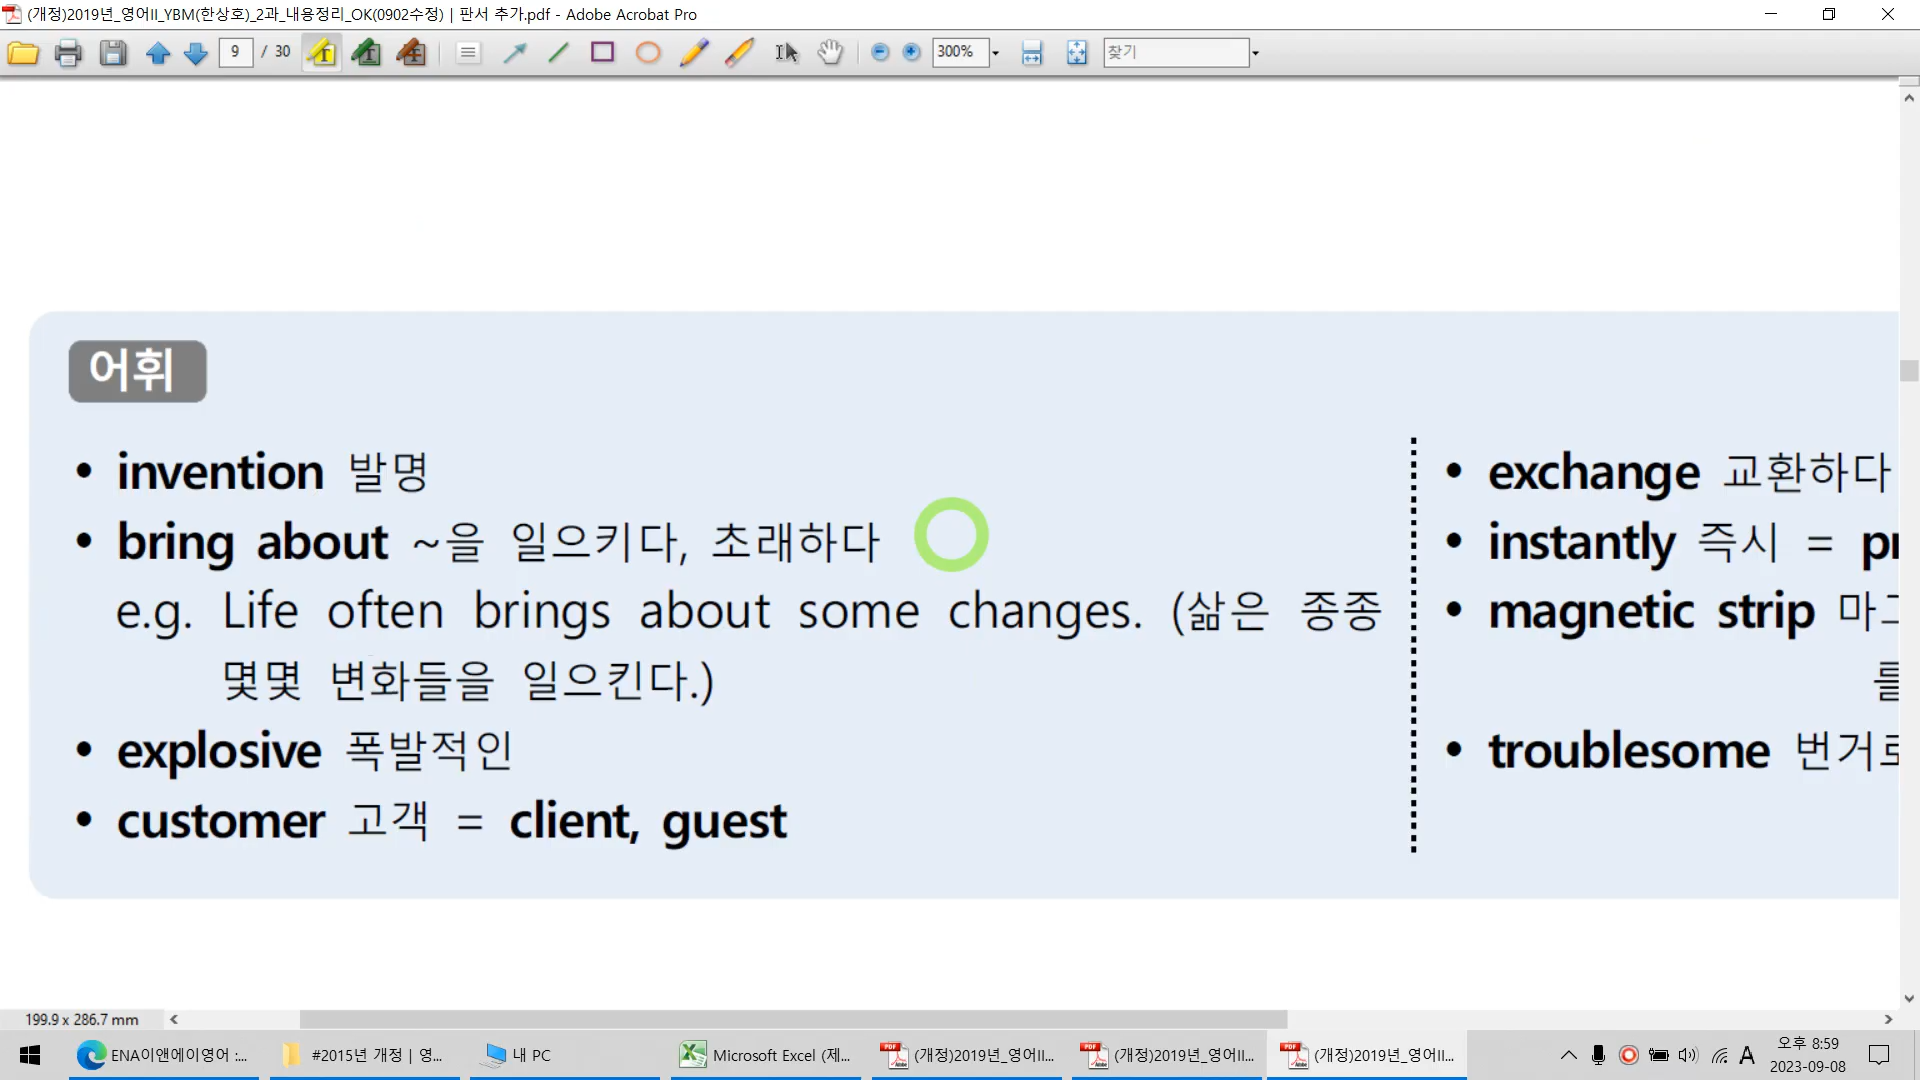 (개정)2019년_영어II_YBM(한상호)_2과_내용정리_OK(0902수정) | 판서 추가.pdf - Adobe Acrobat Pro
9 / 30
300%
찾기
어휘
• invention 발명
• bring about ~을 일으키다, 초래하다
e.g. Life often brings about some changes. (삶은 종종
몇몇 변화들을 일으킨다.)
• explosive 폭발적인
• customer 고객 = client, guest
• exchange 교환하다
• instantly 즉시 =
• magnetic strip
를
• troublesome
199.9 x 286.7 mm
ENA이앤에이영어 :...
#2015년 개정 | 영...
내 PC
Microsoft Excel (제...
(개정)2019년_영어II...
(개정)2019년_영어II...
(개정)2019년_영어II...
A
오후 8:59
2023-09-08